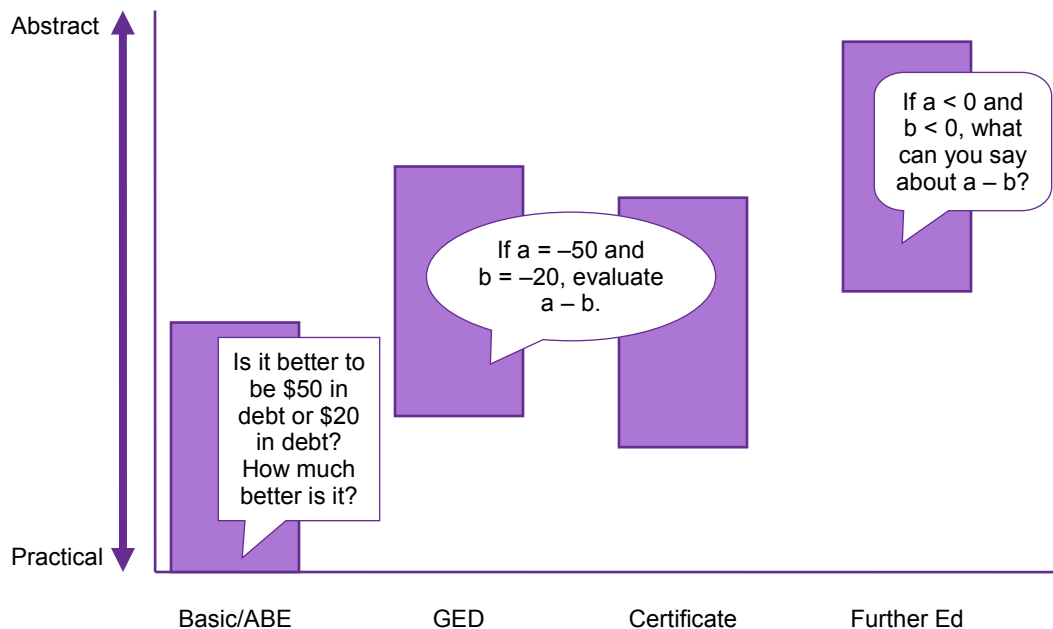 Abstract
If a < 0 and
b < 0, what
can you say
about a – b?
If a = –50 and
b = –20, evaluate
a – b.
Is it better to
be $50 in
debt or $20
in debt?
How much
better is it?
Practical
Basic/ABE
GED
Certificate
Further Ed